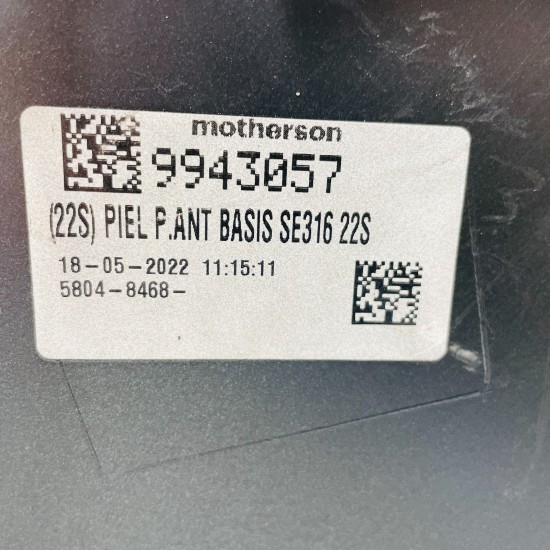 motherson
9943057
(22S) PIEL P.ANT BASIS SE316 22S
18-05-2022 11:15:11
5804-8468-